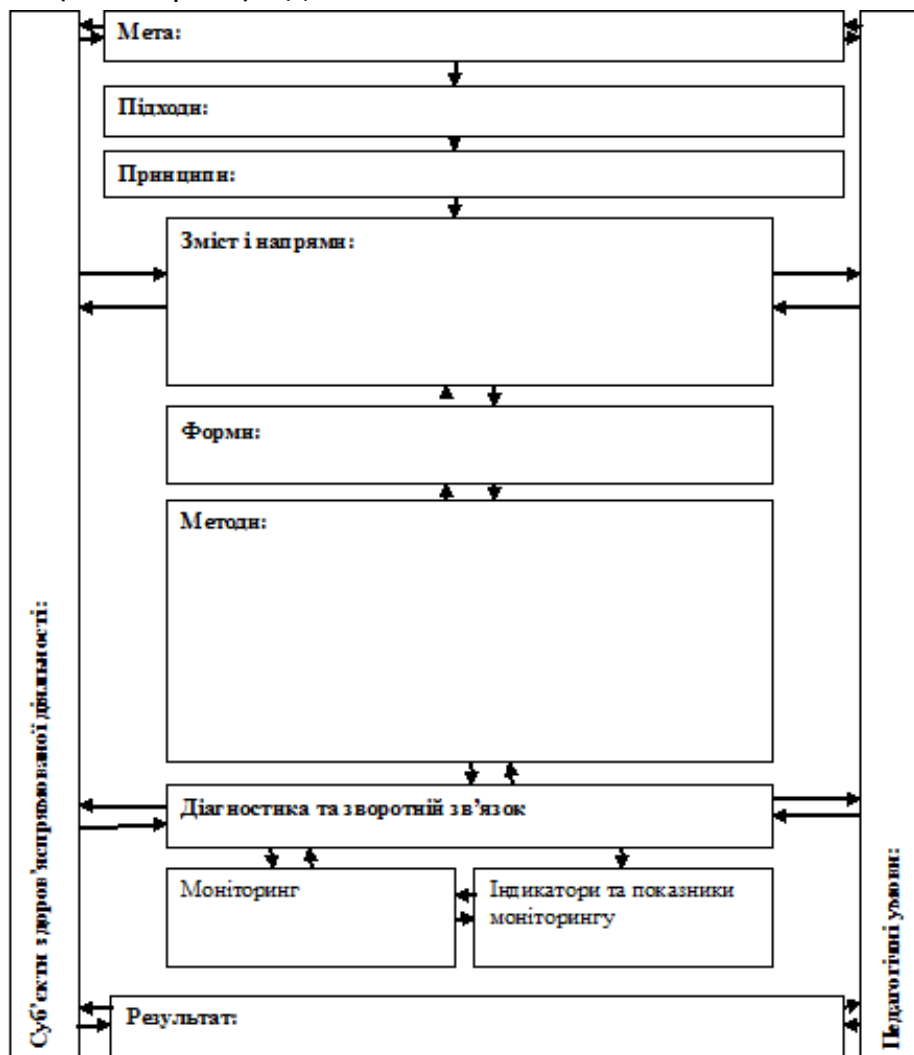 Мета:
Підходи:
Принципи:
Зміст і напрями:
Форми:
Методи:
Діагностика та зворотній зв’язок
Моніторинг
Індикатори та показники
моніторингу
Результат:
Суб’єкти здоров’яспрямованої діяльності:
Педагогічні умови: